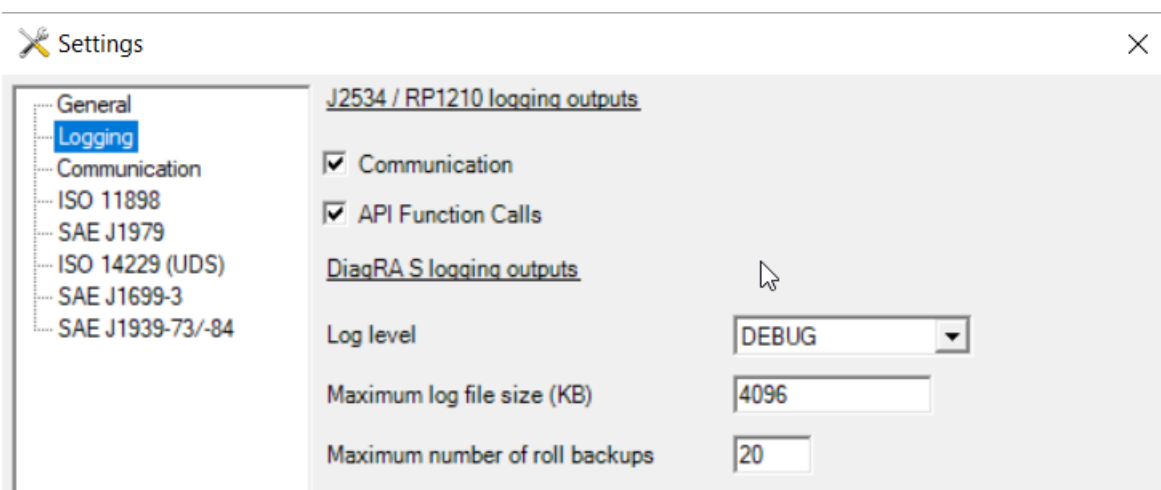 Settings
General
Logging
Communication
ISO 11898
SAE J1979
ISO 14229 (UDS)
SAE J1699-3
SAE J1939-73/-84
J2534 / RP1210 logging outputs
Communication
API Function Calls
DiagRA S logging outputs
Log level DEBUG
Maximum log file size (KB) 4096
Maximum number of roll backups 20